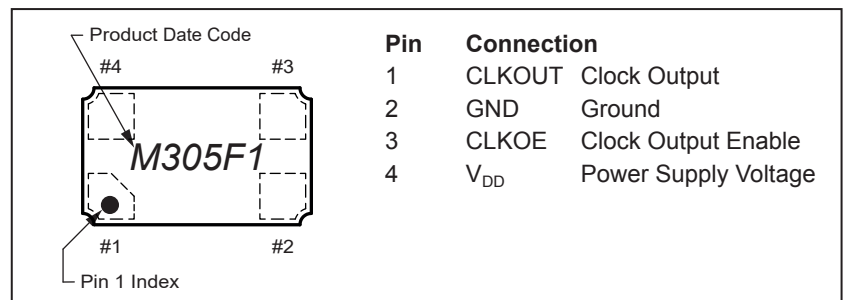 Product Date Code
#4 #3
M305F1
#1 #2
Pin 1 Index
Pin Connection
1 CLKOUT Clock Output
2 GND Ground
3 CLKOE Clock Output Enable
4 VDD Power Supply Voltage